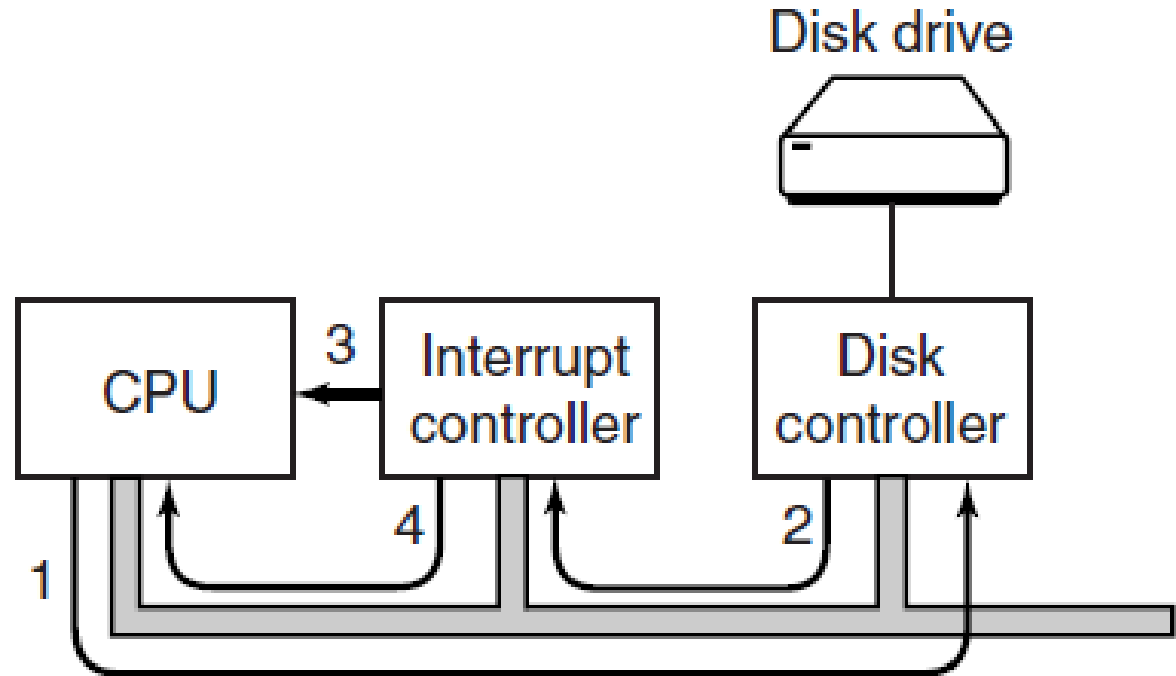 Disk drive
CPU
3
Interrupt
controller
Disk
controller
1
4
2